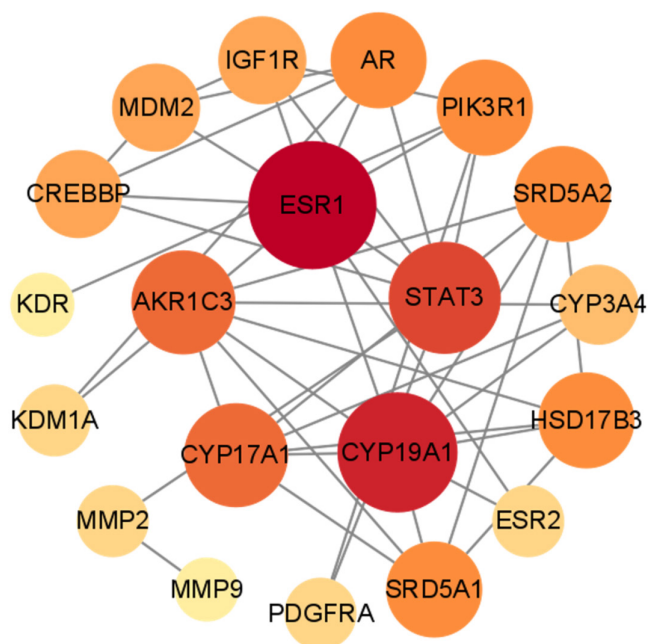 IGF1R
AR
MDM2
PIK3R1
CREBBP
ESR1
SRD5A2
KDR
AKR1C3
STAT3
CYP3A4
KDM1A
CYP17A1
CYP19A1
HSD17B3
MMP2
ESR2
MMP9
PDGFRA
SRD5A1